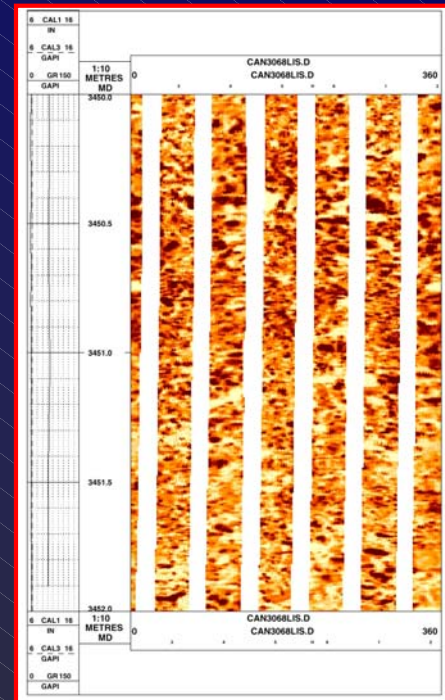 6 CAL1 16
IN
6 CAL3 16
GAPI
0 GR 150
GAPI
1:10
METRES
MD
CAN3068LIS.D
0 CAN3068LIS.D 360
3450.0
3450.5
3451.0
3451.5
3452.0
6 CAL1 16
IN
6 CAL3 16
GAPI
0 GR 150
GAPI
1:10
METRES
MD
CAN3068LIS.D
0 CAN3068LIS.D 360